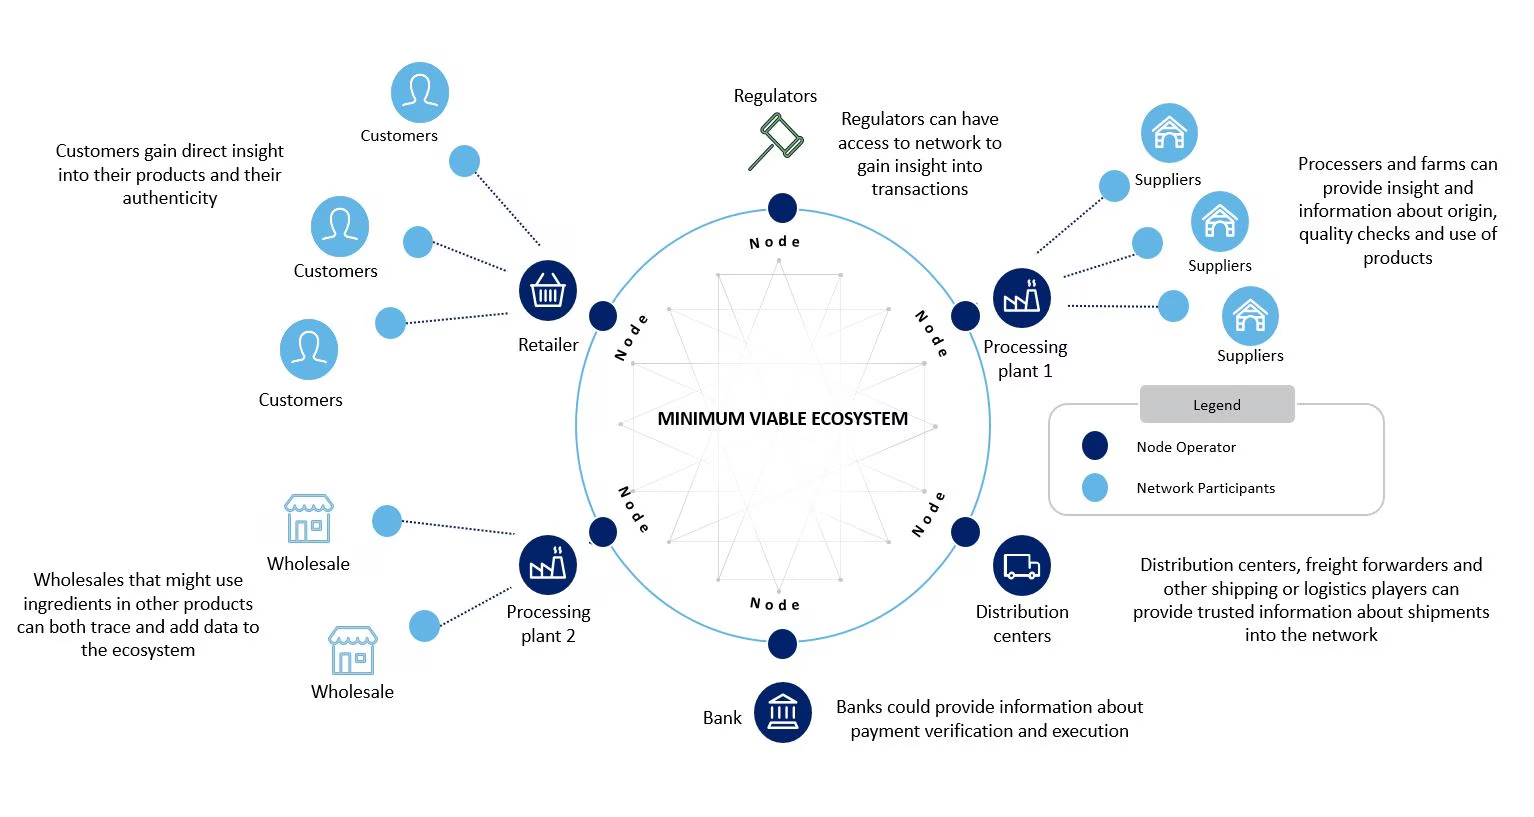 Customers
Customers gain direct insight
into their products and their
authenticity
Customers
Customers
Retailer
Regulators
Regulators can have
access to network to
gain insight into
transactions
Suppliers
Suppliers
Suppliers
Processers and farms can
provide insight and
information about origin,
quality checks and use of
products
Processing
plant 1
Node
Node
Node
MINIMUM VIABLE ECOSYSTEM
Node
Node
Node
Legend
Node Operator
Network Participants
Wholesale
Wholesales that might use
ingredients in other products
can both trace and add data to
the ecosystem
Wholesale
Processing
plant 2
Distribution
centers
Distribution centers, freight forwarders and
other shipping or logistics players can
provide trusted information about shipments
into the network
Bank
Banks could provide information about
payment verification and execution